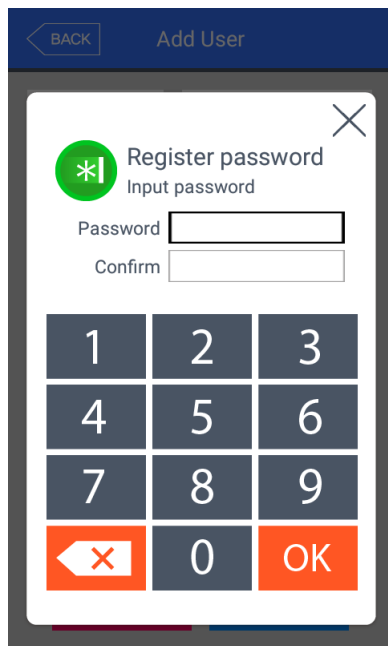 BACK Add User
Register password
Input password
Password
Confirm
1 2 3
4 5 6
7 8 9
0 OK